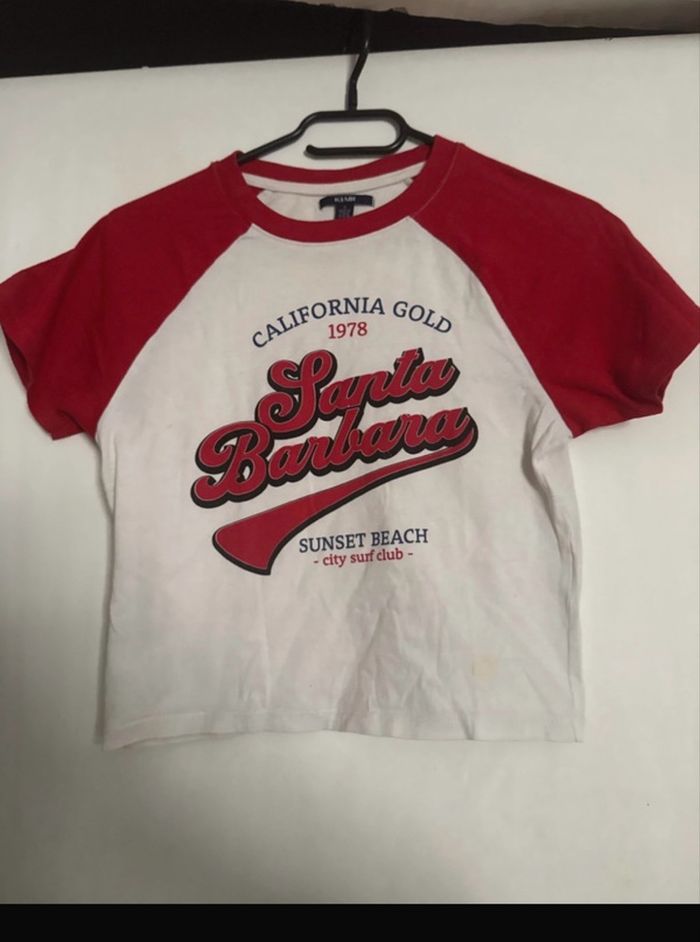 CALIFORNIA GOLD
1978
Santa
Barbara
SUNSET BEACH
- city surf club -